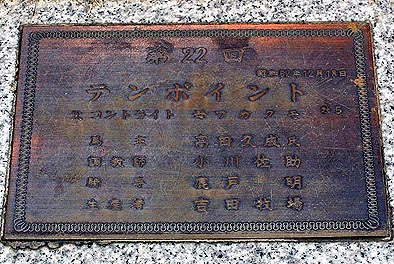 第22回
昭和52年12月18日
テンポイント
父コントライト 母ワカクモ 5
馬主 高田久成氏
調教師 小川佐助
騎手 鹿戸 明
生産者 吉田牧場